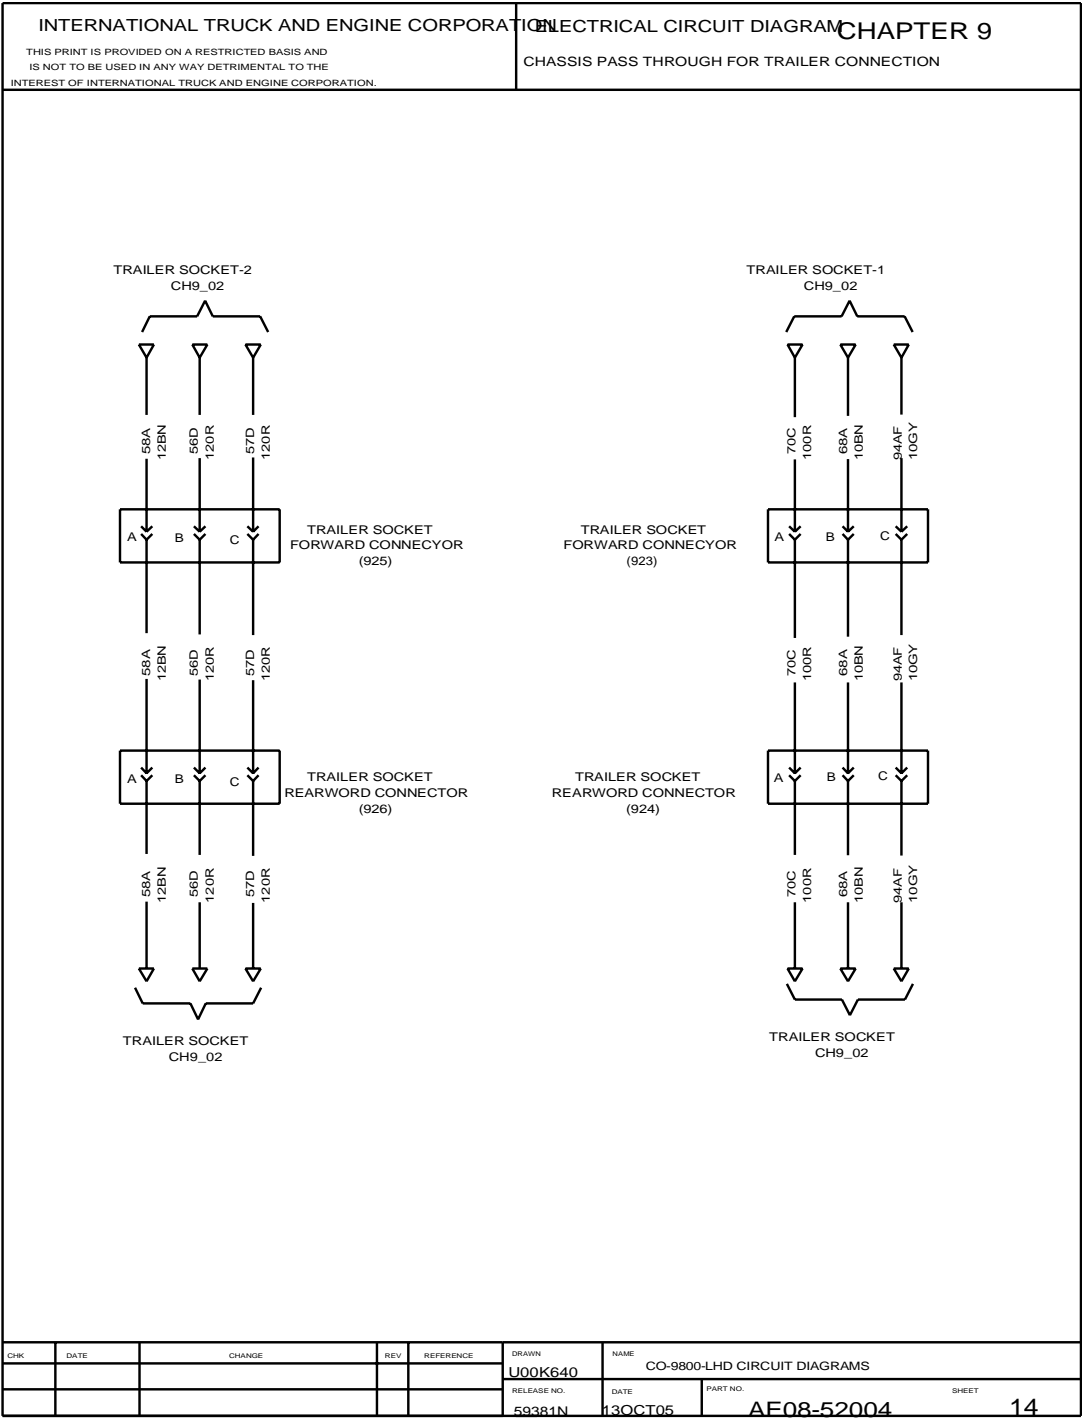 INTERNATIONAL TRUCK AND ENGINE CORPORATION
THIS PRINT IS PROVIDED ON A RESTRICTED BASIS AND
IS NOT TO BE USED IN ANY WAY DETRIMENTAL TO THE
INTEREST OF INTERNATIONAL TRUCK AND ENGINE CORPORATION.
ELECTRICAL CIRCUIT DIAGRAM
CHAPTER 9
CHASSIS PASS THROUGH FOR TRAILER CONNECTION
TRAILER SOCKET-2
CH9_02
TRAILER SOCKET-1
CH9_02
58A
12BN
56D
120R
57D
120R
70C
100R
68A
10BN
94AF
10GY
A B C
TRAILER SOCKET
FORWARD CONNECYOR
(925)
TRAILER SOCKET
FORWARD CONNECYOR
(923)
A B C
58A
12BN
56D
120R
57D
120R
70C
100R
68A
10BN
94AF
10GY
A B C
TRAILER SOCKET
REARWORD CONNECTOR
(926)
TRAILER SOCKET
REARWORD CONNECTOR
(924)
A B C
58A
12BN
56D
120R
57D
120R
70C
100R
68A
10BN
94AF
10GY
TRAILER SOCKET
CH9_02
TRAILER SOCKET
CH9_02
CHK DATE CHANGE REV REFERENCE
DRAWN
U00K640
NAME
CO-9800-LHD CIRCUIT DIAGRAMS
RELEASE NO.
59381N
DATE
13OCT05
PART NO.
AE08-52004
SHEET
14